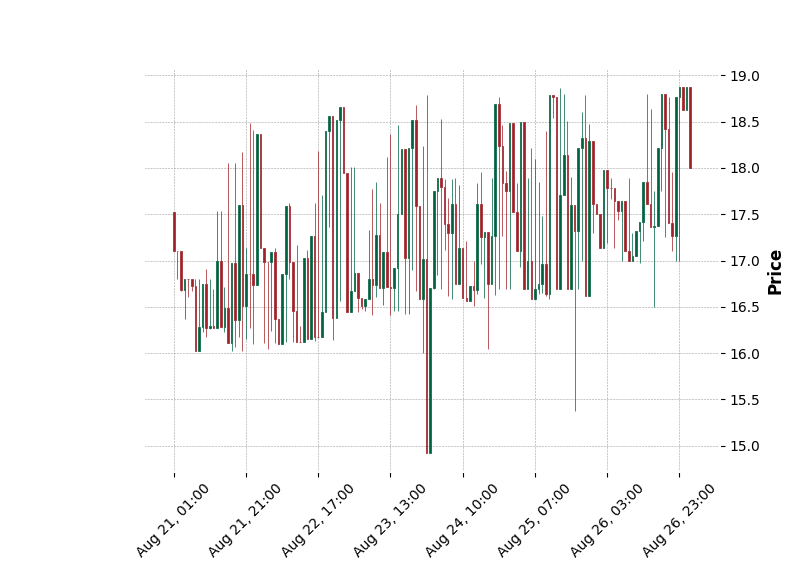 19.0
18.5
18.0
17.5
17.0
16.5
16.0
15.5
15.0
Price
Aug 21, 01:00
Aug 21, 21:00
Aug 22, 17:00
Aug 23, 13:00
Aug 24, 10:00
Aug 25, 07:00
Aug 26, 03:00
Aug 26, 23:00